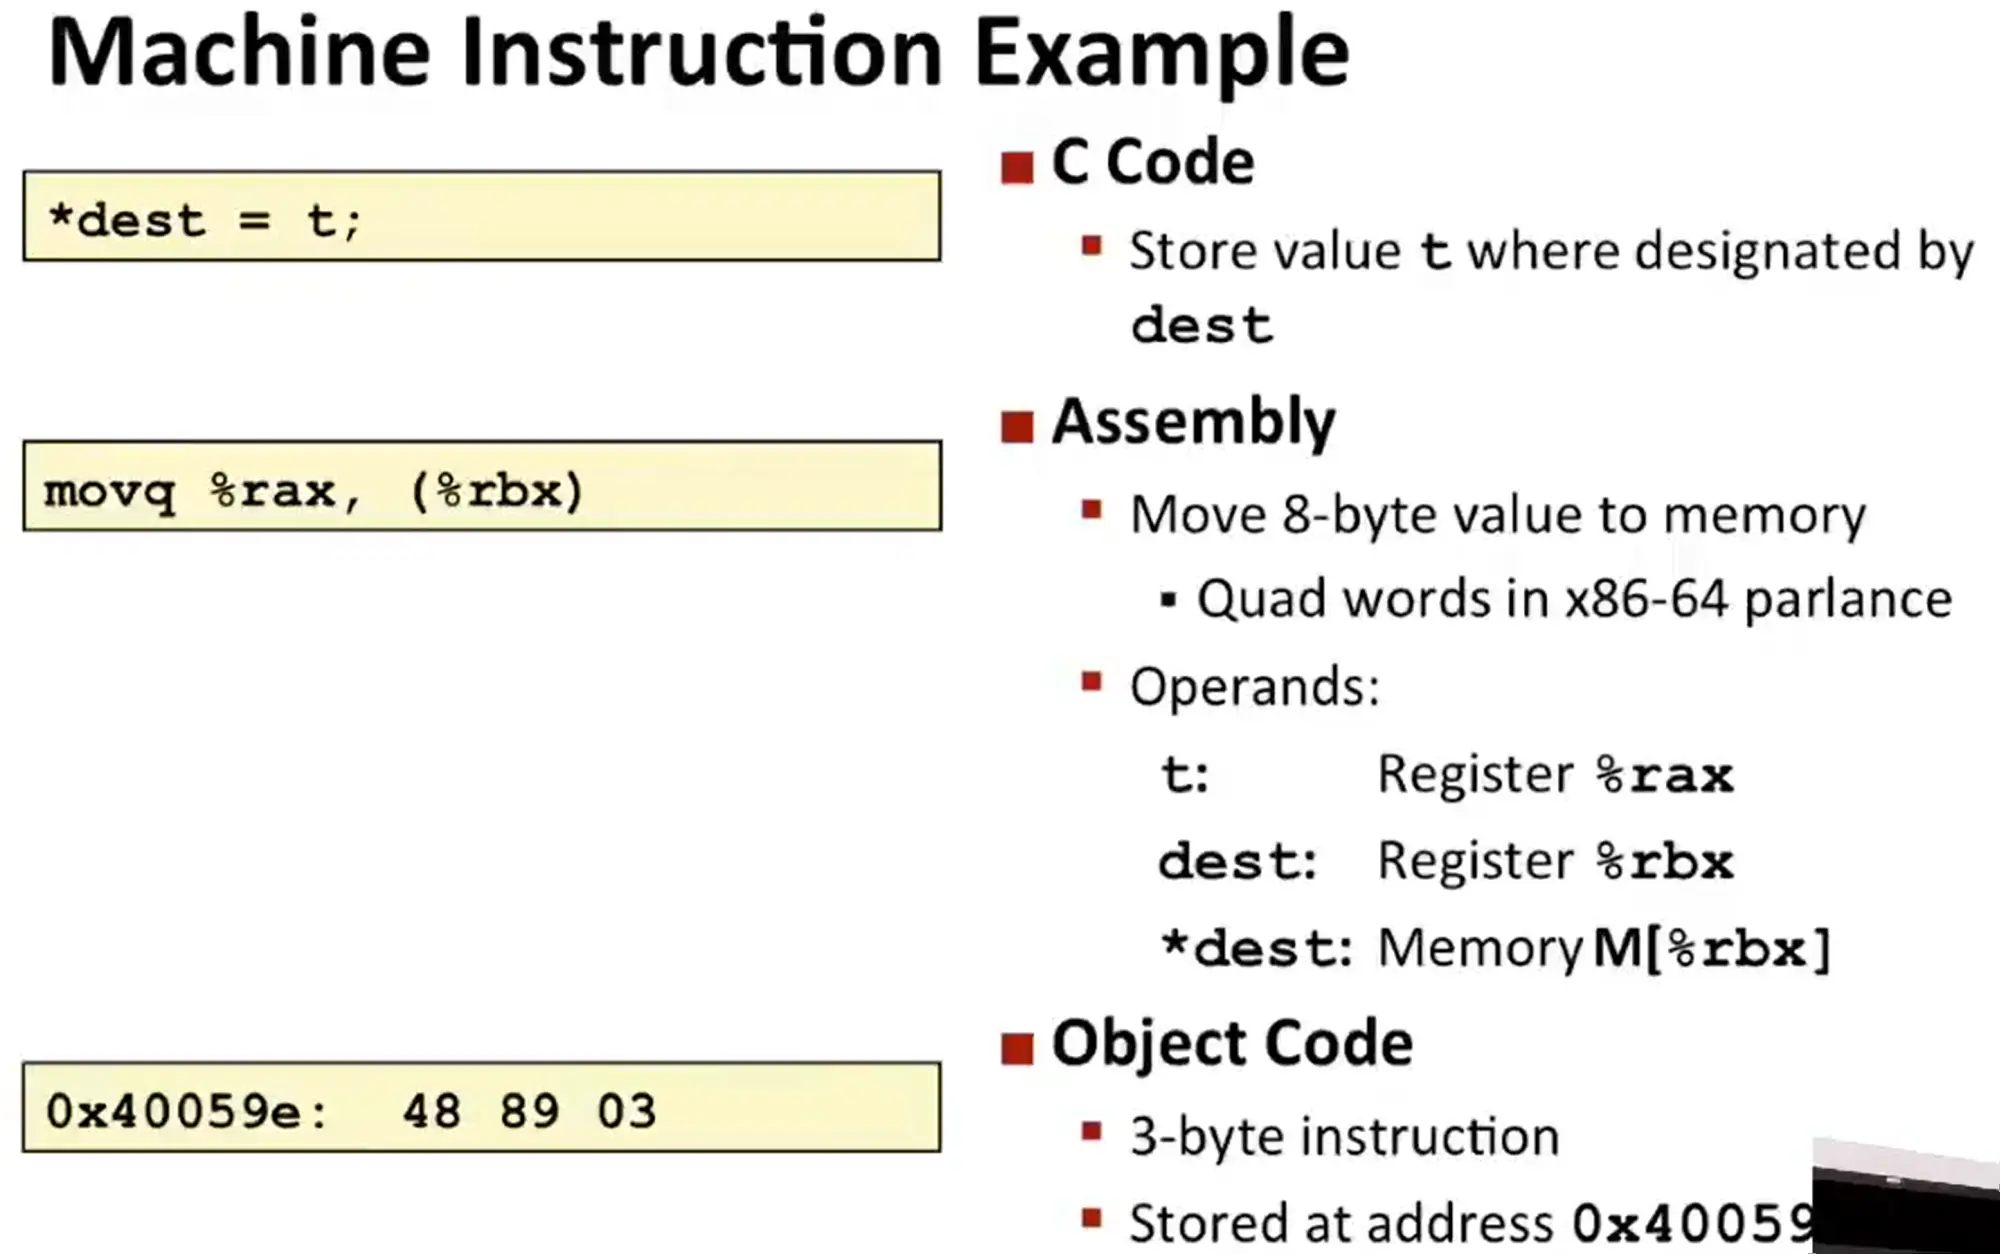 Machine Instruction Example
*dest = t;
C Code
Store value t where designated by
dest
movq %rax, (%rbx)
Assembly
Move 8-byte value to memory
Quad words in x86-64 parlance
Operands:
t: Register %rax
dest: Register %rbx
*dest: Memory M[%rbx]
0x40059e: 48 89 03
Object Code
3-byte instruction
Stored at address 0x40059